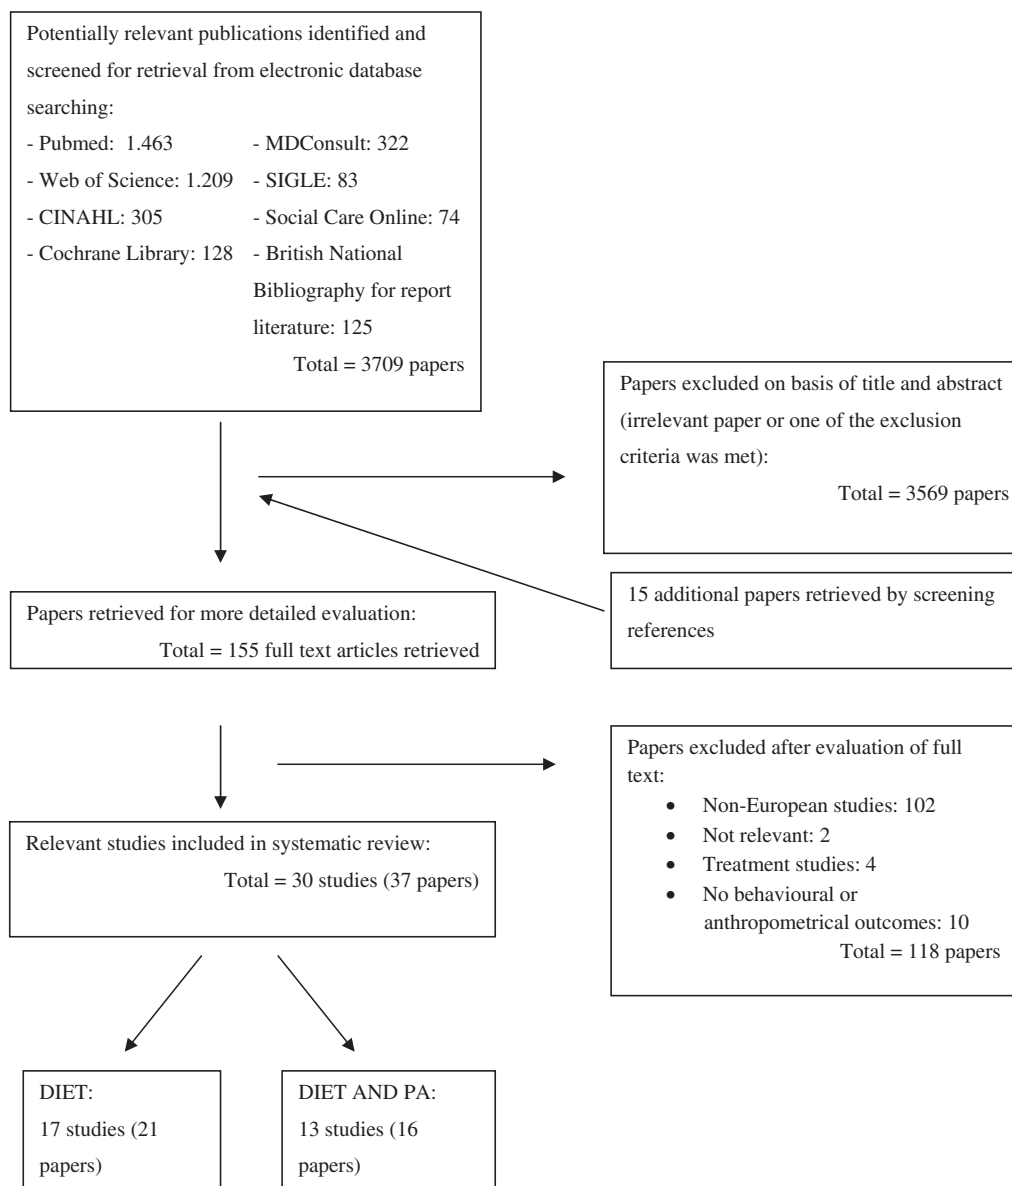 Potentially relevant publications identified and
screened for retrieval from electronic database
searching:
- Pubmed:  1.463
- Web of Science: 1.209
- CINAHL: 305
- Cochrane Library: 128
- MDConsult: 322
- SIGLE: 83
- Social Care Online: 74
- British National
Bibliography for report
literature: 125
Total = 3709 papers
Papers excluded on basis of title and abstract
(irrelevant paper or one of the exclusion
criteria was met):
Total = 3569 papers
15 additional papers retrieved by screening
references
Papers retrieved for more detailed evaluation:
Total = 155 full text articles retrieved
Papers excluded after evaluation of full
text:
• Non-European studies: 102
• Not relevant: 2
• Treatment studies: 4
• No behavioural or
anthropometrical outcomes: 10
Total = 118 papers
Relevant studies included in systematic review:
Total = 30 studies (37 papers)
DIET:
17 studies (21
papers)
DIET AND PA:
13 studies (16
papers)